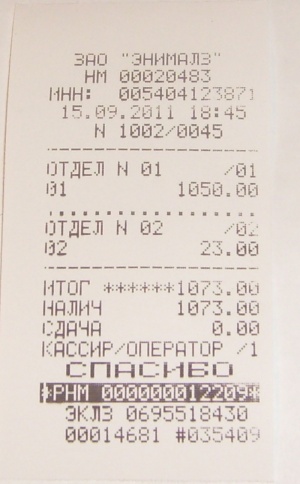 ЗАО "ЭНИМАЛЗ"
НМ 00020483
ИНН: 005404123871
15.09.2011 18:45
N 1002/0045
ОТДЕЛ N 01 /01
01 1050.00
ОТДЕЛ N 02 /02
02 23.00
ИТОГ ******1073.00
НАЛИЧ 1073.00
СДАЧА 0.00
КАССИР/ОПЕРАТОР /1
СПАСИБО
*РНМ 000000012209*
ЭКЛЗ 0695518430
00014681 #035409